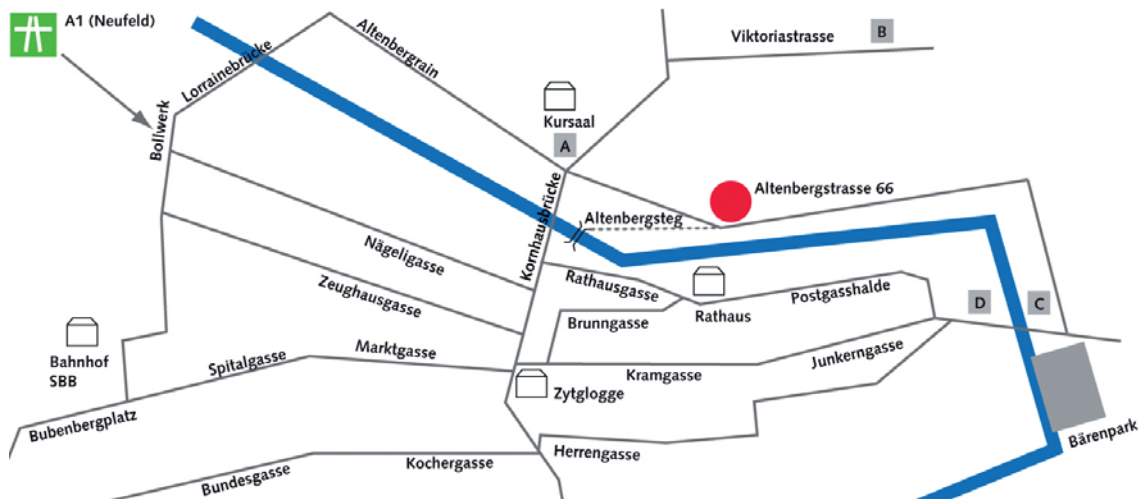 A1 (Neufeld)
Viktoriastrasse
B
Lorrainebrücke
Altenbergrain
Kursaal
A
Bollwerk
Altenbergstrasse 66
Kornhausbrücke
Altenbergsteg
Nägeligasse
Rathausgasse
Zeughausgasse
Postgasshalde
D
C
Brunngasse
Rathaus
Bahnhof
SBB
Spitalgasse
Marktgasse
Junkerngasse
Kramgasse
Zytglogge
Bubenbergplatz
Bärenpark
Herrengasse
Kochergasse
Bundesgasse